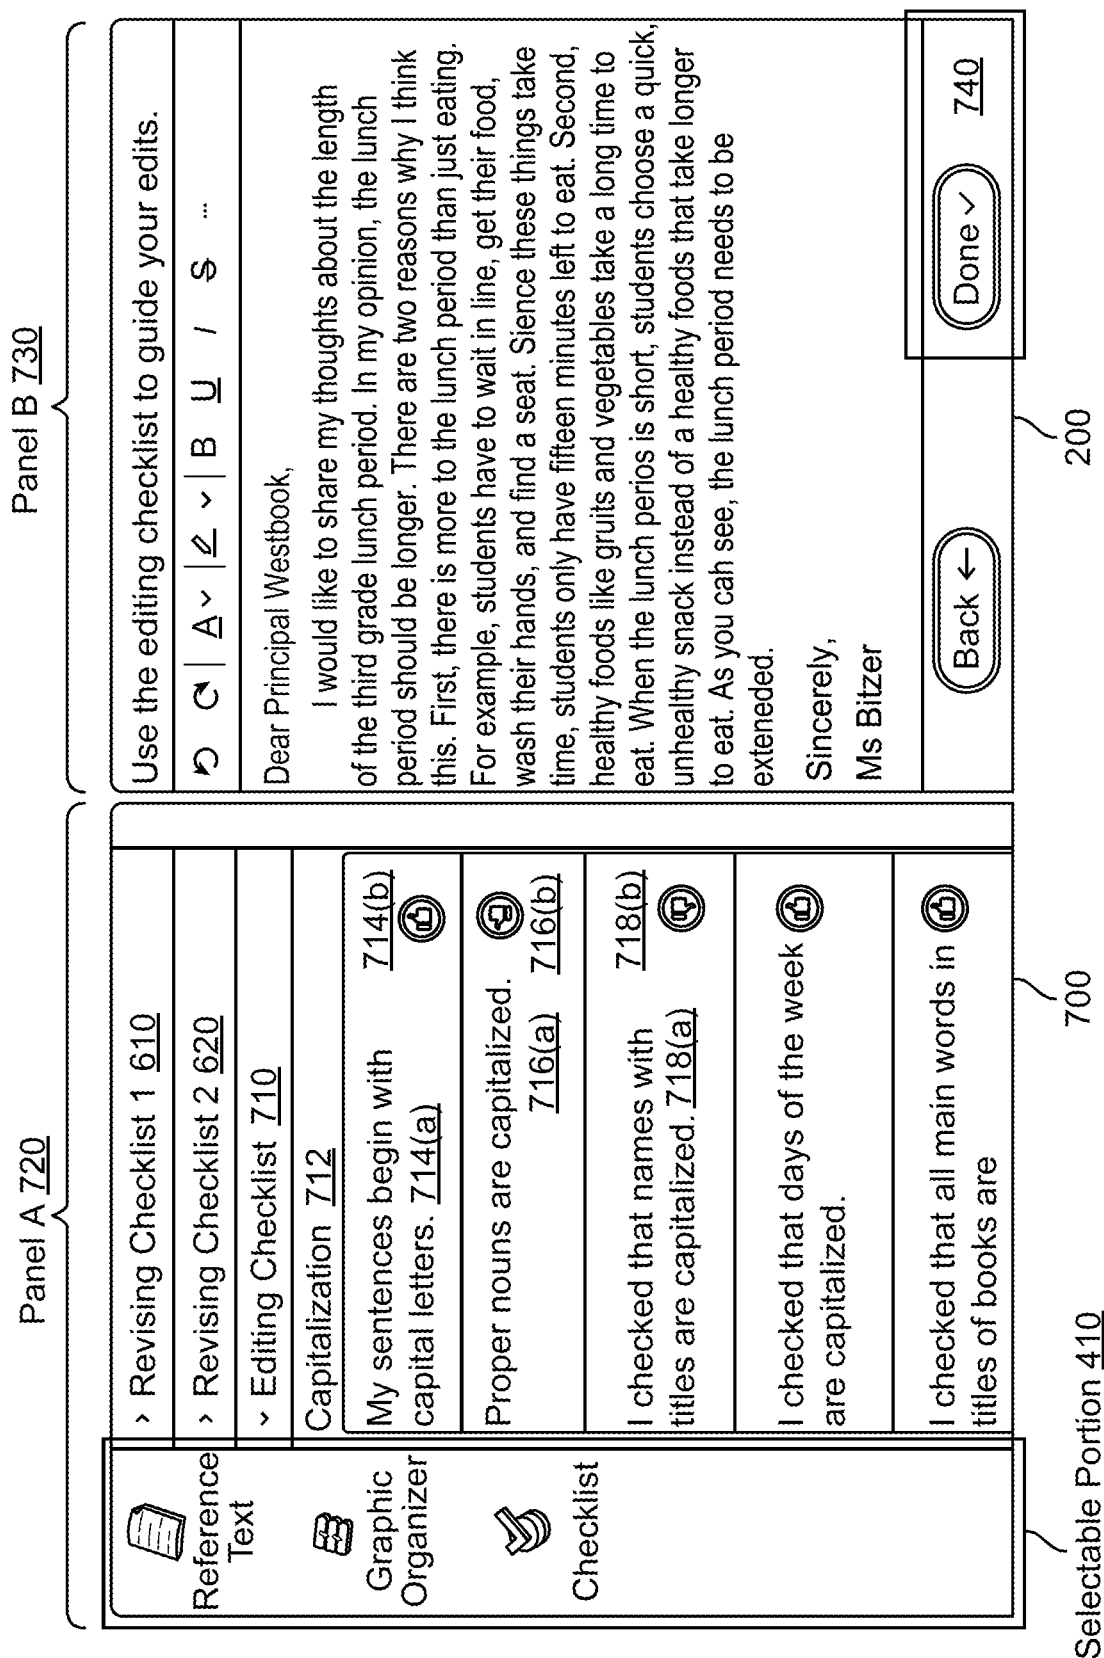 Panel A 720
Panel B 730
Reference
Text
Graphic
Organizer
Checklist
› Revising Checklist 1 610
› Revising Checklist 2 620
⌄ Editing Checklist 710
Capitalization 712
My sentences begin with
capital letters. 714(a)
714(b)
Proper nouns are capitalized.
716(a)
716(b)
I checked that names with
titles are capitalized. 718(a)
718(b)
I checked that days of the week
are capitalized.
I checked that all main words in
titles of books are
Use the editing checklist to guide your edits.
A B U I S ...
Dear Principal Westbook,
I would like to share my thoughts about the length
of the third grade lunch period. In my opinion, the lunch
period should be longer. There are two reasons why I think
this. First, there is more to the lunch period than just eating.
For example, students have to wait in line, get their food,
wash their hands, and find a seat. Sience these things take
time, students only have fifteen minutes left to eat. Second,
healthy foods like gruits and vegetables take a long time to
eat. When the lunch perios is short, students choose a quick,
unhealthy snack instead of a healthy foods that take longer
to eat. As you can see, the lunch period needs to be
exteneded.
Sincerely,
Ms Bitzer
Back ←
Done ✓
740
Selectable Portion 410
700
200